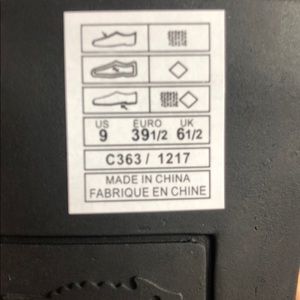 US EURO UK
9 39 1/2 6 1/2
C363 / 1217
MADE IN CHINA
FABRIQUE EN CHINE